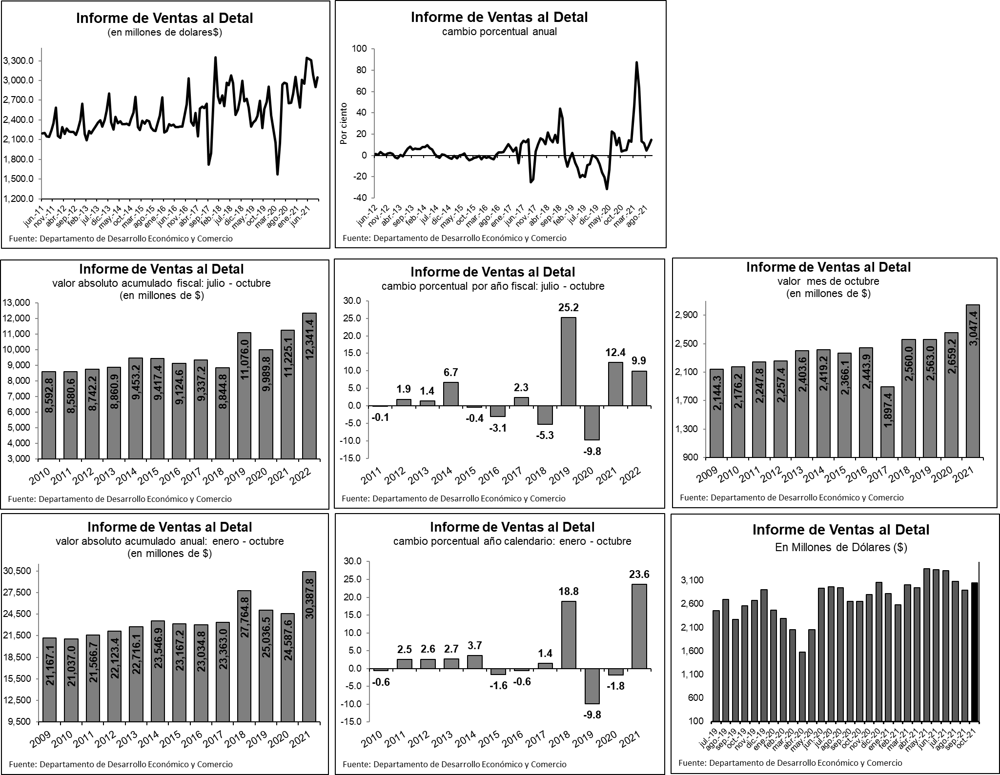 Informe de Ventas al Detal
(en millones de dolares$)
3,300.0
3,000.0
2,700.0
2,400.0
2,100.0
1,800.0
1,500.0
1,200.0
jun.-11
nov.-11
abr.-12
sep.-12
feb.-13
jul.-13
dic.-13
may.-14
oct.-14
mar.-15
ago.-15
ene.-16
jun.-16
nov.-16
abr.-17
sep.-17
feb.-18
jul.-18
dic.-18
may.-19
oct.-19
mar.-20
ago.-20
ene.-21
jun.-21
Fuente: Departamento de Desarrollo Económico y Comercio
Informe de Ventas al Detal
cambio porcentual anual
Por ciento
100
80
60
40
20
0
-20
-40
jun.-12
nov.-12
abr.-13
sep.-13
feb.-14
jul.-14
dic.-14
may.-15
oct.-15
mar.-16
ago.-16
ene.-17
jun.-17
nov.-17
abr.-18
sep.-18
feb.-19
jul.-19
dic.-19
may.-20
oct.-20
mar.-21
ago.-21
Fuente: Departamento de Desarrollo Económico y Comercio
Informe de Ventas al Detal
valor absoluto acumulado fiscal: julio - octubre
(en millones de $)
13,000
12,000
11,000
10,000
9,000
8,000
7,000
6,000
5,000
4,000
3,000
8,592.8
8,580.6
8,742.2
8,860.9
9,453.2
9,417.4
9,124.6
9,337.2
8,844.8
11,076.0
9,989.8
11,225.1
12,341.4
2010
2011
2012
2013
2014
2015
2016
2017
2018
2019
2020
2021
2022
Fuente: Departamento de Desarrollo Económico y Comercio
Informe de Ventas al Detal
cambio porcentual por año fiscal: julio - octubre
30.0
25.0
20.0
15.0
10.0
5.0
0.0
-5.0
-10.0
-15.0
-0.1
1.9
1.4
6.7
-0.4
-3.1
2.3
-5.3
25.2
-9.8
12.4
9.9
2011
2012
2013
2014
2015
2016
2017
2018
2019
2020
2021
2022
Fuente: Departamento de Desarrollo Económico y Comercio
Informe de Ventas al Detal
valor mes de octubre
(en millones de $)
2,900
2,500
2,100
1,700
1,300
900
2,144.3
2,176.2
2,247.8
2,257.4
2,403.6
2,419.2
2,366.1
2,443.9
1,897.4
2,560.0
2,563.0
2,659.2
3,047.4
2009
2010
2011
2012
2013
2014
2015
2016
2017
2018
2019
2020
2021
Fuente: Departamento de Desarrollo Económico y Comercio
Informe de Ventas al Detal
valor absoluto acumulado anual: enero - octubre
(en millones de $)
30,500
27,500
24,500
21,500
18,500
15,500
12,500
9,500
21,167.1
21,037.0
21,566.7
22,123.4
22,716.1
23,546.9
23,167.2
23,034.8
23,363.0
27,764.8
25,036.5
24,587.6
30,387.8
2009
2010
2011
2012
2013
2014
2015
2016
2017
2018
2019
2020
2021
Fuente: Departamento de Desarrollo Económico y Comercio
Informe de Ventas al Detal
cambio porcentual año calendario: enero - octubre
30.0
25.0
20.0
15.0
10.0
5.0
0.0
-5.0
-10.0
-15.0
-0.6
2.5
2.6
2.7
3.7
-1.6
-0.6
1.4
18.8
-9.8
-1.8
23.6
2010
2011
2012
2013
2014
2015
2016
2017
2018
2019
2020
2021
Fuente: Departamento de Desarrollo Económico y Comercio
Informe de Ventas al Detal
En Millones de Dólares ($)
3,100
2,600
2,100
1,600
1,100
600
100
jul.-19
ago.-19
sep.-19
oct.-19
nov.-19
dic.-19
ene.-20
feb.-20
mar.-20
abr.-20
may.-20
jun.-20
jul.-20
ago.-20
sep.-20
oct.-20
nov.-20
dic.-20
ene.-21
feb.-21
mar.-21
abr.-21
may.-21
jun.-21
jul.-21
ago.-21
sep.-21
oct.-21
Fuente: Departamento de Desarrollo Económico y Comercio